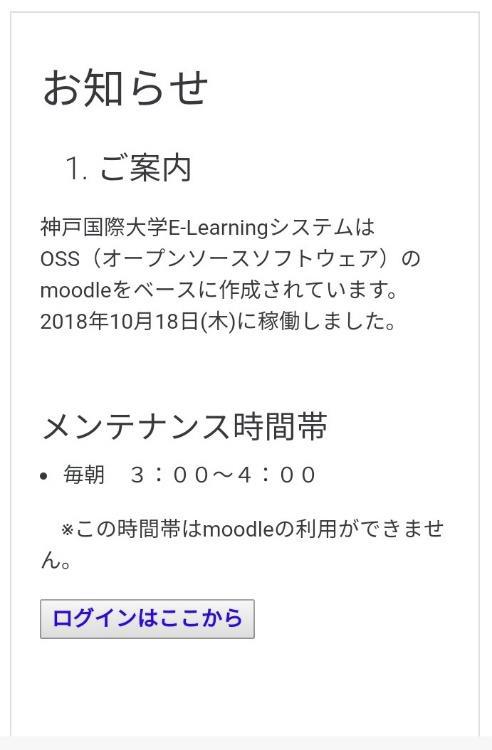 お知らせ
1. ご案内
神戸国際大学E-Learningシステムは
OSS（オープンソースソフトウェア）の
moodleをベースに作成されています。
2018年10月18日(木)に稼働しました。
メンテナンス時間帯
• 毎朝　３：００～４：００
※この時間帯はmoodleの利用ができませ
ん。
ログインはここから